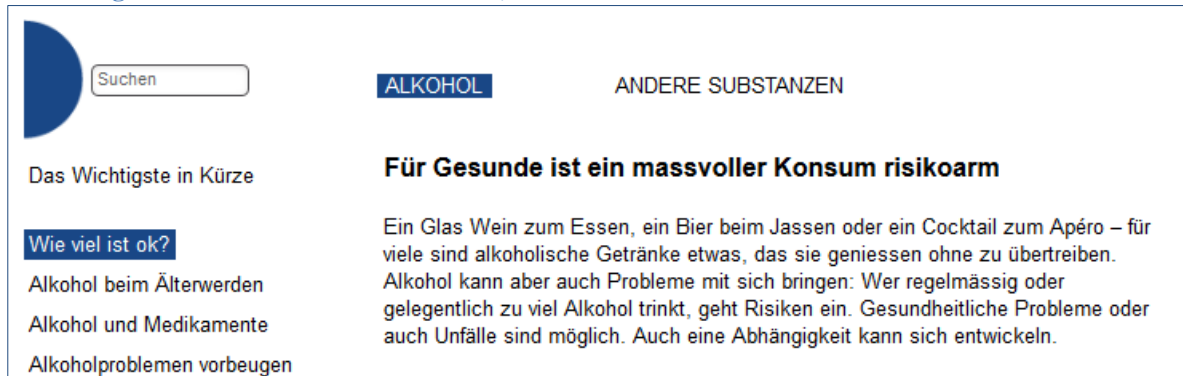 Suchen
ALKOHOL
ANDERE SUBSTANZEN
Das Wichtigste in Kürze
Wie viel ist ok?
Alkohol beim Älterwerden
Alkohol und Medikamente
Alkoholproblemen vorbeugen
Für Gesunde ist ein massvoller Konsum risikoarm
Ein Glas Wein zum Essen, ein Bier beim Jassen oder ein Cocktail zum Apéro – für
viele sind alkoholische Getränke etwas, das sie geniessen ohne zu übertreiben.
Alkohol kann aber auch Probleme mit sich bringen: Wer regelmässig oder
gelegentlich zu viel Alkohol trinkt, geht Risiken ein. Gesundheitliche Probleme oder
auch Unfälle sind möglich. Auch eine Abhängigkeit kann sich entwickeln.